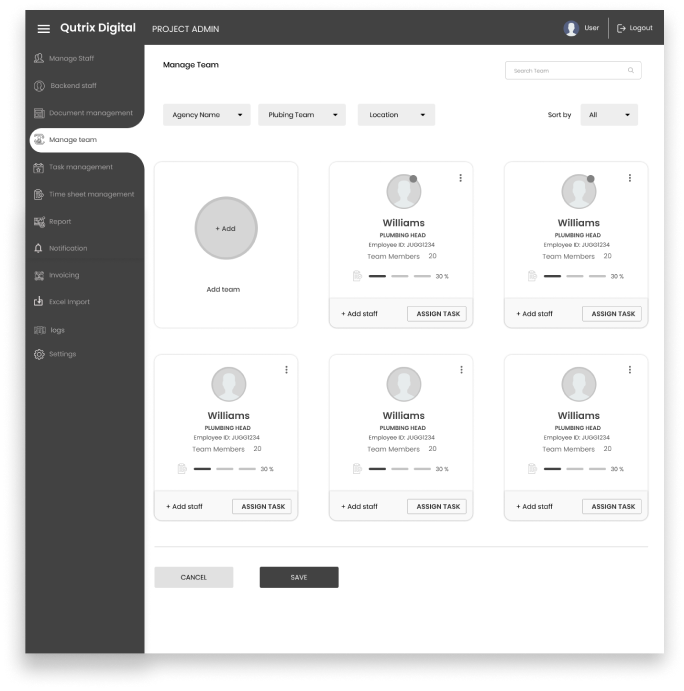 Qutrix Digital
PROJECT ADMIN
User
Logout
Manage Staff
Backend staff
Document management
Manage team
Task management
Time sheet management
Report
Notification
Invoicing
Excel Import
logs
Settings
Manage Team
Search Team
Agency Name
Plubing Team
Location
Sort by
All
+ Add
Add team
Williams
PLUMBING HEAD
Employee ID: JUGG1234
Team Members 20
30 %
+ Add staff
ASSIGN TASK
Williams
PLUMBING HEAD
Employee ID: JUGG1234
Team Members 20
30 %
+ Add staff
ASSIGN TASK
Williams
PLUMBING HEAD
Employee ID: JUGG1234
Team Members 20
30 %
+ Add staff
ASSIGN TASK
Williams
PLUMBING HEAD
Employee ID: JUGG1234
Team Members 20
30 %
+ Add staff
ASSIGN TASK
Williams
PLUMBING HEAD
Employee ID: JUGG1234
Team Members 20
30 %
+ Add staff
ASSIGN TASK
CANCEL
SAVE